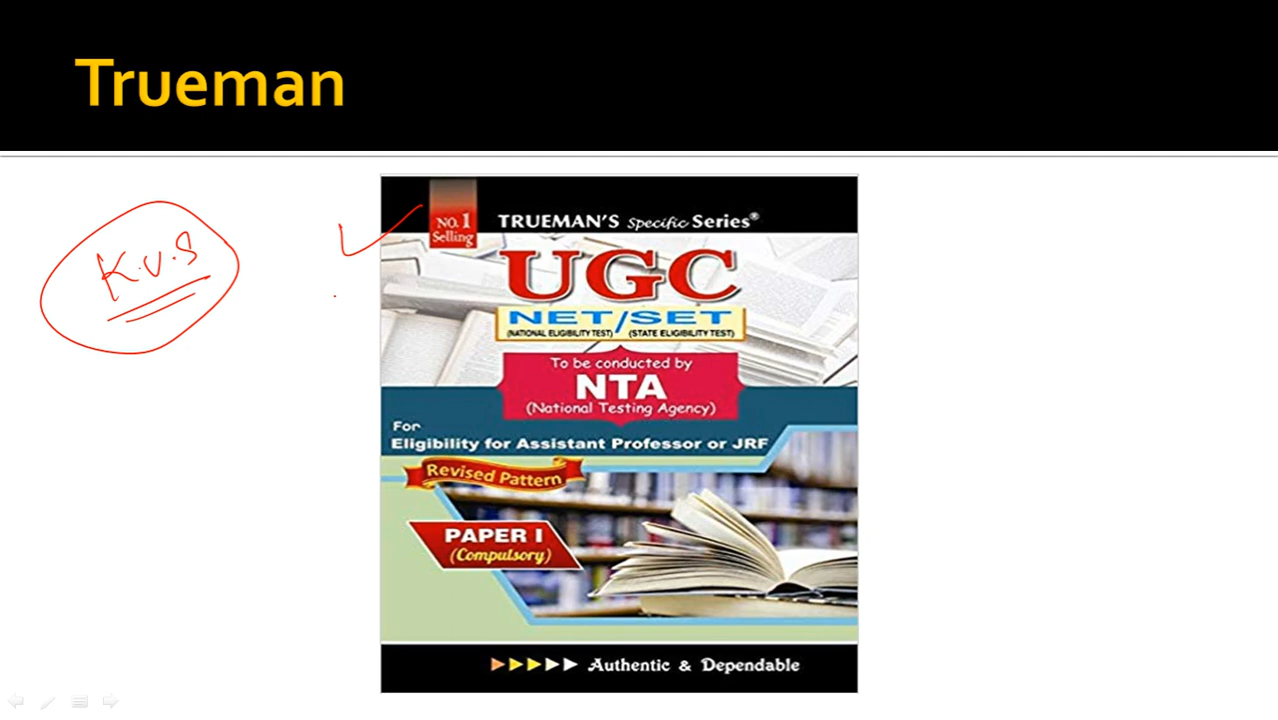 Trueman
K.V.S
NO. 1
Selling
TRUEMAN'S Specific Series®
UGC
NET/SET
(NATIONAL ELIGIBILITY TEST) (STATE ELIGIBILITY TEST)
To be conducted by
NTA
(National Testing Agency)
For
Eligibility for Assistant Professor or JRF
Revised Pattern
PAPER I
(Compulsory)
Authentic & Dependable